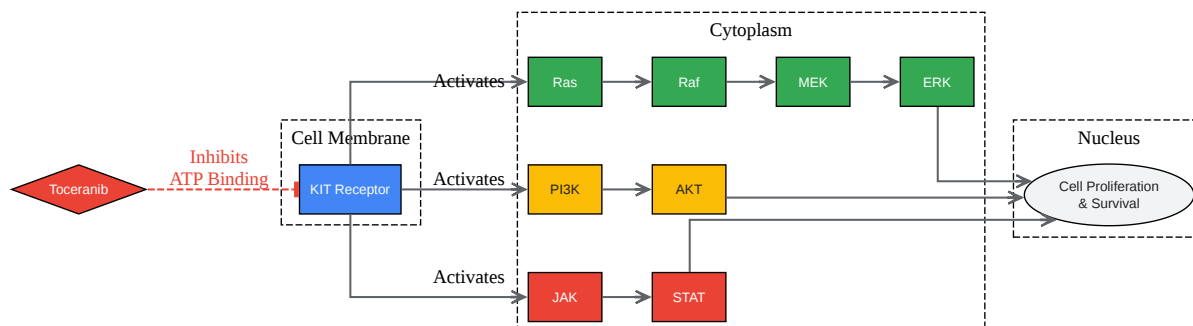 Cytoplasm
Activates
Ras
Raf
MEK
ERK
Cell Membrane
Nucleus
Inhibits
ATP Binding
Toceranib
KIT Receptor
Activates
PI3K
AKT
Cell Proliferation
& Survival
Activates
JAK
STAT